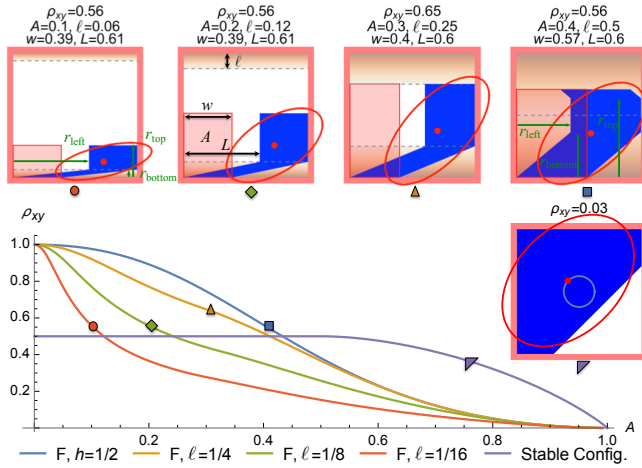 ρxy=0.56
A=0.1, ℓ=0.06
w=0.39, L=0.61
ρxy=0.56
A=0.2, ℓ=0.12
w=0.39, L=0.61
ρxy=0.65
A=0.3, ℓ=0.25
w=0.4, L=0.6
ρxy=0.56
A=0.4, ℓ=0.5
w=0.57, L=0.6
rleft
rtop
rbottom
ℓ
w
A
L
rleft
rtop
rbottom
ρxy=0.03
ρxy
1.0
0.8
0.6
0.4
0.2
0.2
0.4
0.6
0.8
1.0
A
F, h=1/2
F, ℓ=1/4
F, ℓ=1/8
F, ℓ=1/16
Stable Config.